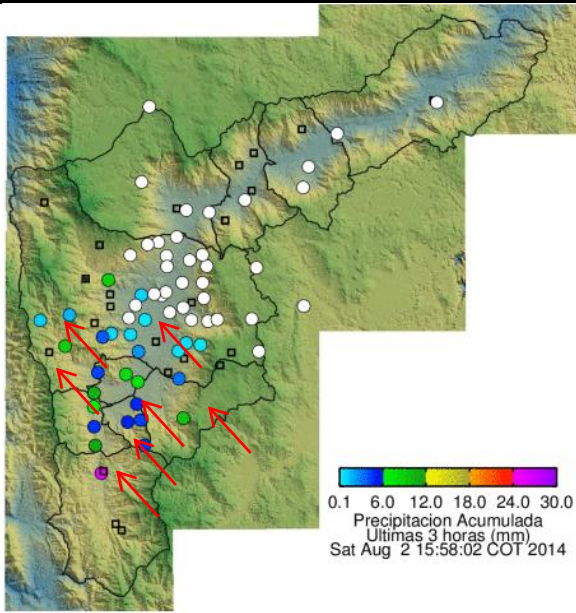 0.1 6.0 12.0 18.0 24.0 30.0
Precipitacion Acumulada
Ultimas 3 horas (mm)
Sat Aug 2 15:58:02 COT 2014